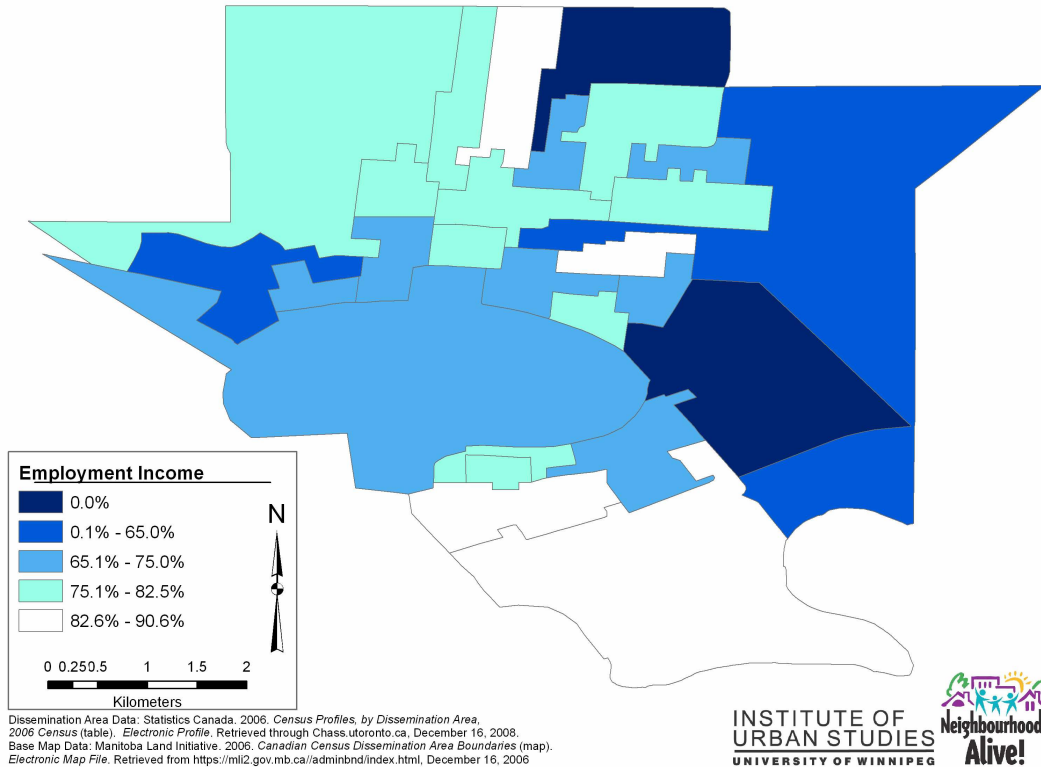 Employment Income
0.0%
0.1% - 65.0%
65.1% - 75.0%
75.1% - 82.5%
82.6% - 90.6%
N
0 0.250.5 1 1.5 2
Kilometers
Dissemination Area Data: Statistics Canada. 2006. Census Profiles, by Dissemination Area,
2006 Census (table). Electronic Profile. Retrieved through Chass.utoronto.ca, December 16, 2008.
Base Map Data: Manitoba Land Initiative. 2006. Canadian Census Dissemination Area Boundaries (map).
Electronic Map File. Retrieved from https://mli2.gov.mb.ca//adminbnd/index.html, December 16, 2006
INSTITUTE OF
URBAN STUDIES
UNIVERSITY OF WINNIPEG
Neighbourhood
Alive!